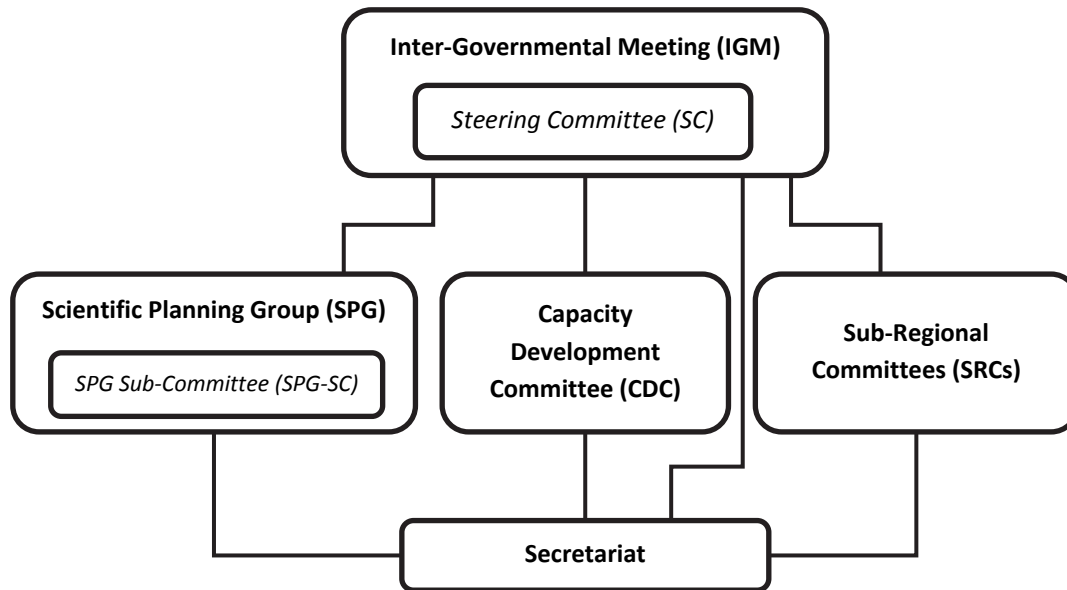 Inter-Governmental Meeting (IGM)
Steering Committee (SC)
Scientific Planning Group (SPG)
SPG Sub-Committee (SPG-SC)
Capacity
Development
Committee (CDC)
Sub-Regional
Committees (SRCs)
Secretariat